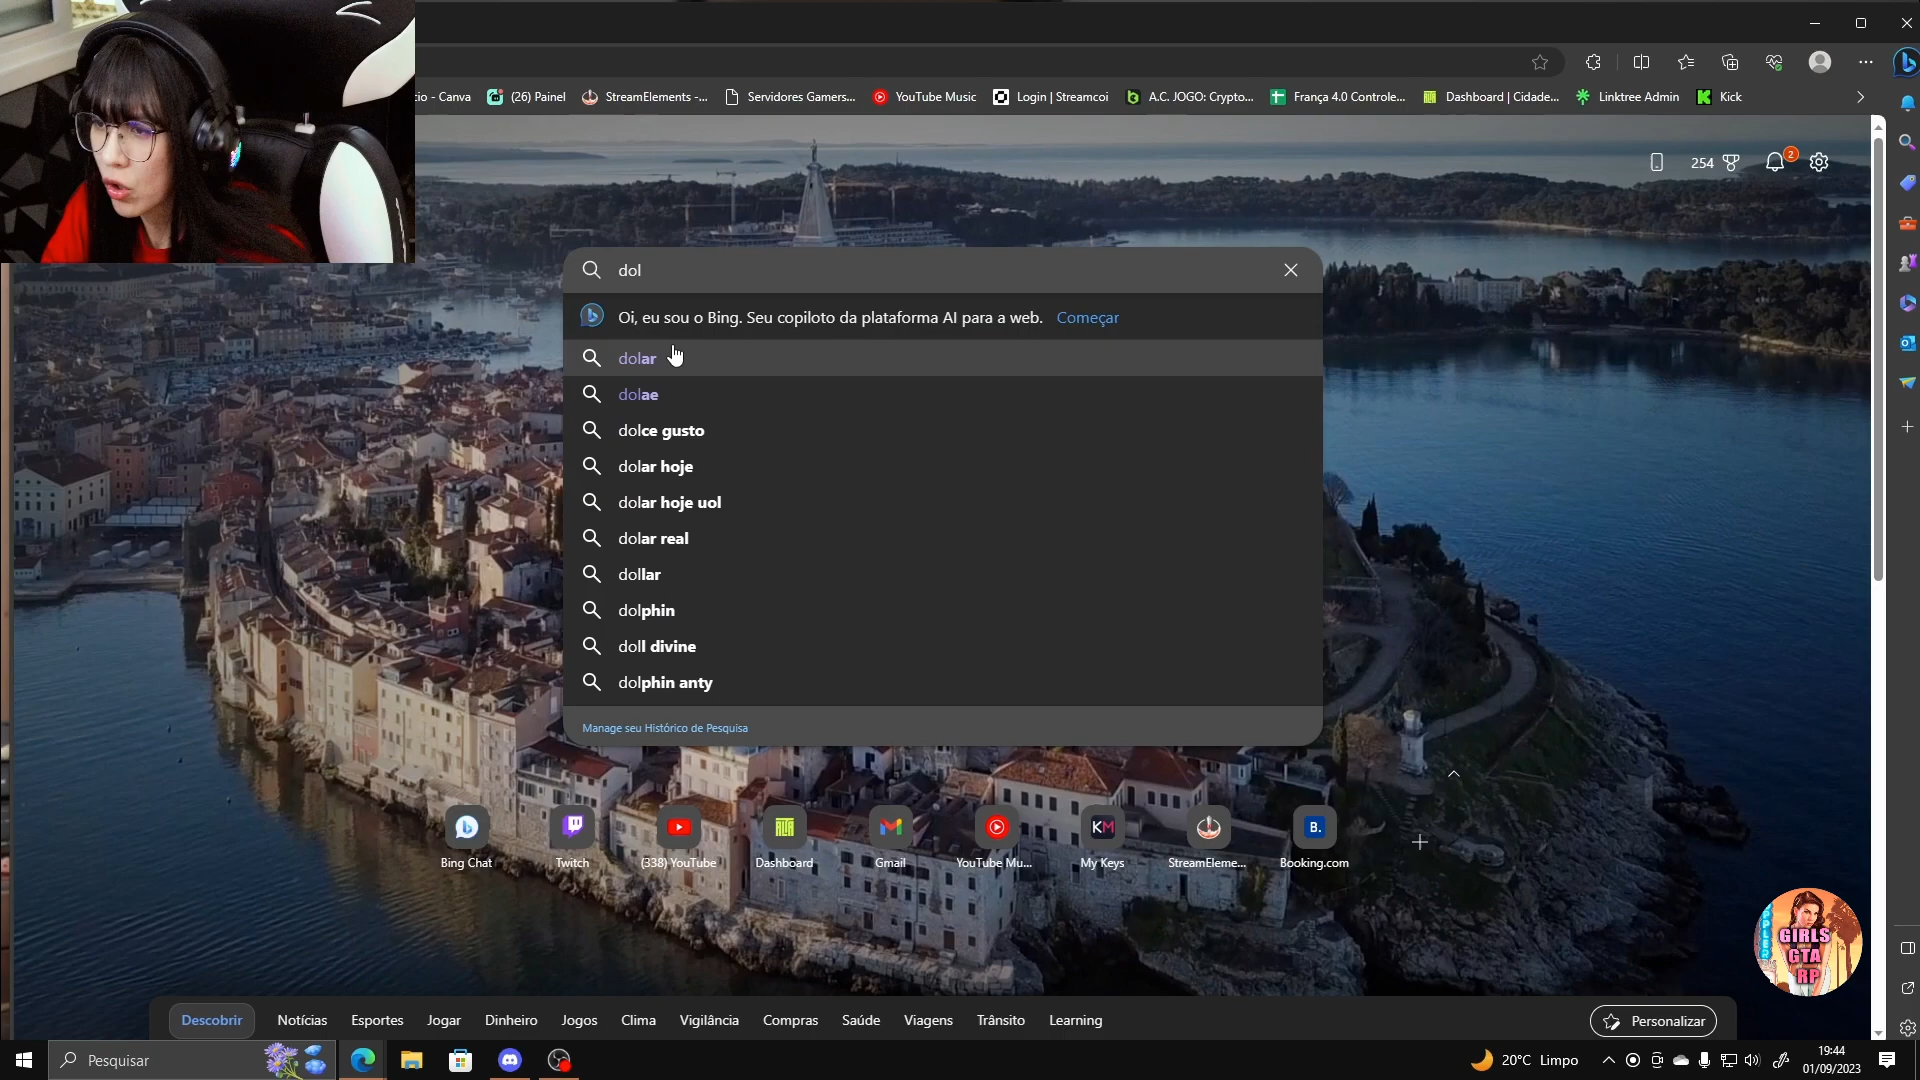 cio - Canva
(26) Painel
StreamElements -...
Servidores Gamers...
YouTube Music
Login | Streamcoi
A.C. JOGO: Crypto...
França 4.0 Controle...
Dashboard | Cidade...
Linktree Admin
Kick
254
2
dol
Oi, eu sou o Bing. Seu copiloto da plataforma AI para a web. Começar
dolar
dolae
dolce gusto
dolar hoje
dolar hoje uol
dolar real
dollar
dolphin
doll divine
dolphin anty
Manage seu Histórico de Pesquisa
Bing Chat
Twitch
(338) YouTube
Dashboard
Gmail
YouTube Mu...
KM
My Keys
StreamEleme...
B.
Booking.com
GIRLS
GTA
RP
Descobrir
Notícias
Esportes
Jogar
Dinheiro
Jogos
Clima
Vigilância
Compras
Saúde
Viagens
Trânsito
Learning
Personalizar
Pesquisar
20°C Limpo
19:44
01/09/2023